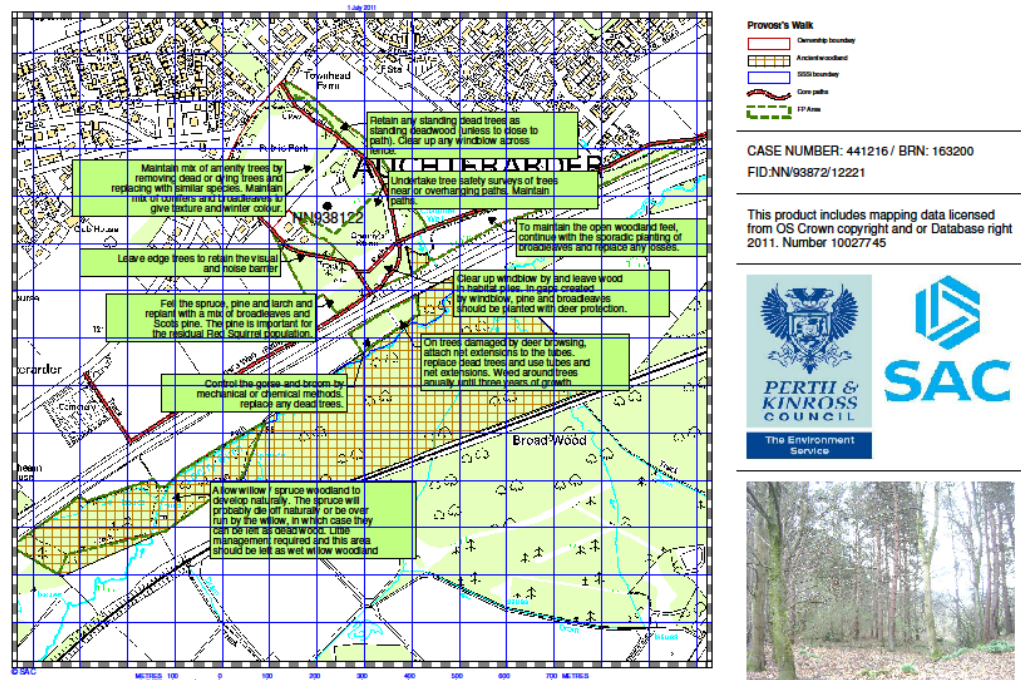 1 July 2011
Townhead
Farm
Public Park
AUCHTERARDER
Retain any standing dead trees as
standing deadwood (unless to close to
path). Clear up any windblow across
fence.
Maintain mix of amenity trees by
removing dead or dying trees and
replacing with similar species. Maintain
mix of conifers and broadleaves to
give texture and winter colour.
Undertake tree safety surveys of trees
near or overhanging paths. Maintain
paths.
NN938122
To maintain the open woodland feel,
continue with the sporadic planting of
broadleaves and replace any losses.
Club House
Leave edge trees to retain the visual
and noise barrier
Clear up windblow by and leave wood
in habitat piles. In gaps created
by windblow, pine and broadleaves
should be planted with deer protection.
Fell the spruce, pine and larch and
replant with a mix of broadleaves and
Scots pine. The pine is important for
the residual Red Squirrel population.
On trees damaged by deer browsing,
attach net extensions to the tubes.
replace dead trees and use tubes and
net extensions. Weed around trees
anually until three years of growth.
erarder
Control the gorse and broom by
mechanical or chemical methods.
replace any dead trees.
Cemetery
Broad Wood
Track
Allow willow / spruce woodland to
develop naturally. The spruce will
probably die off naturally or be over
run by the willow, in which case they
can be left as deadwood. Little
management required and this area
should be left as wet willow woodland
© SAC
METRES 100 0 100 200 300 400 500 600 700 METRES
Provost's Walk
Ownership boundary
Ancient woodland
SSSI boundary
Core paths
FP Area
CASE NUMBER: 441216 / BRN: 163200
FID:NN/93872/12221
This product includes mapping data licensed
from OS Crown copyright and or Database right
2011. Number 10027745
PERTH &
KINROSS
COUNCIL
The Environment
Service
SAC